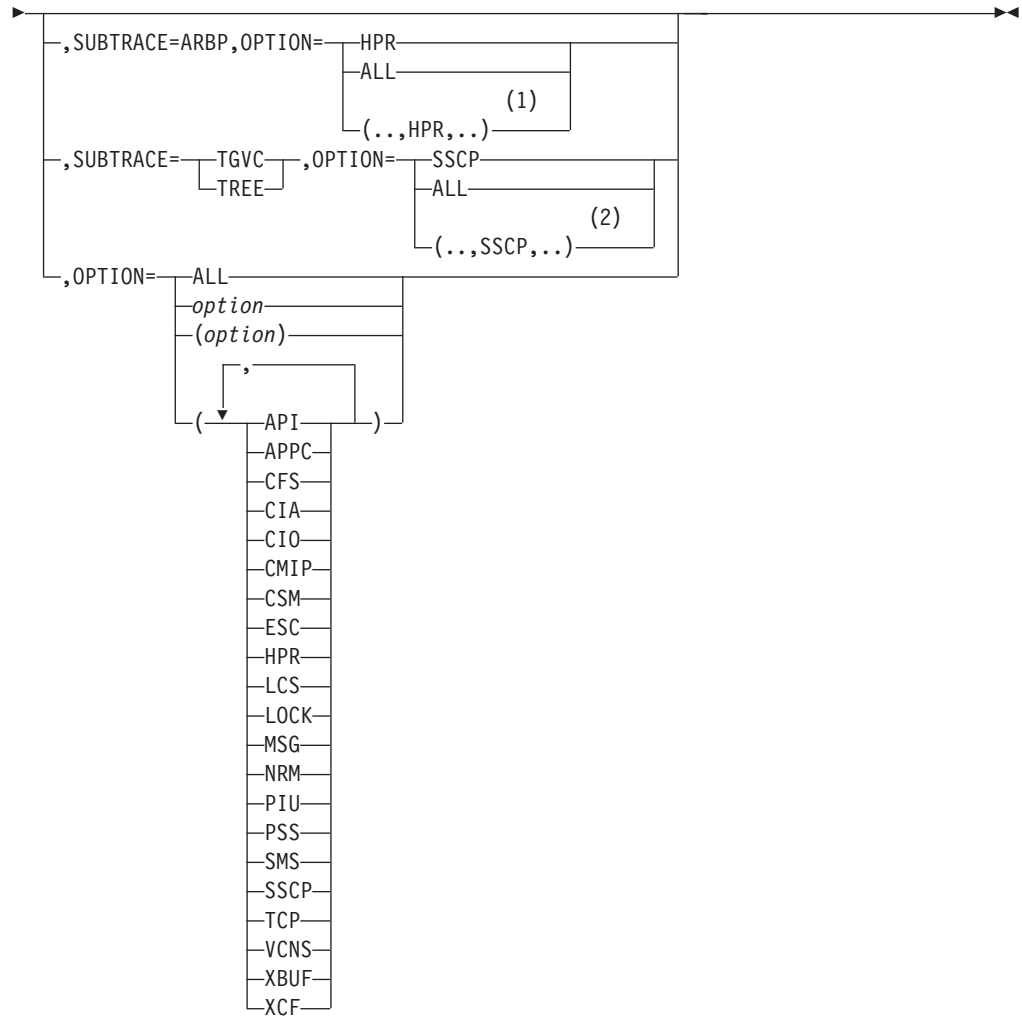 ,SUBTRACE=ARBP,OPTION= HPR
ALL
(1)
(..,HPR,..)
,SUBTRACE= TGVC ,OPTION= SSCP
TREE ALL
(2)
(..,SSCP,..)
,OPTION= ALL
option
(option)
,
( API )
APPC
CFS
CIA
CIO
CMIP
CSM
ESC
HPR
LCS
LOCK
MSG
NRM
PIU
PSS
SMS
SSCP
TCP
VCNS
XBUF
XCF